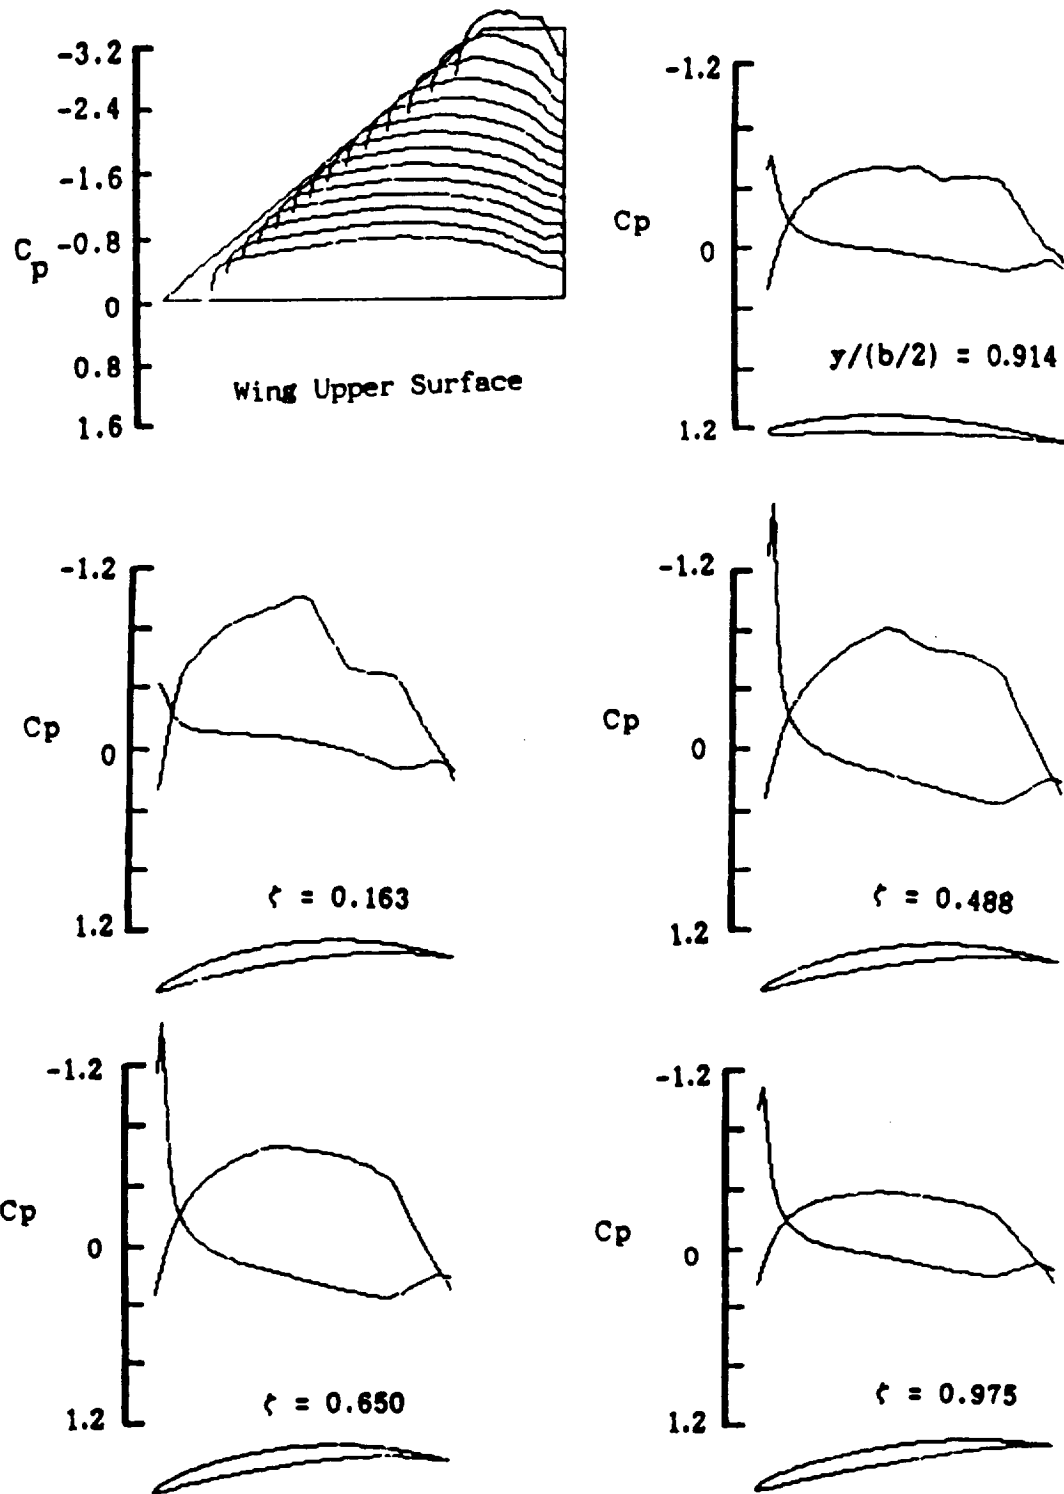 -3.2
-2.4
-1.6
C_p -0.8
0
0.8
1.6
Wing Upper Surface
-1.2
Cp
0
y/(b/2) = 0.914
1.2
-1.2
Cp
0
ζ = 0.163
1.2
-1.2
Cp
0
ζ = 0.488
1.2
-1.2
Cp
0
ζ = 0.650
1.2
-1.2
Cp
0
ζ = 0.975
1.2